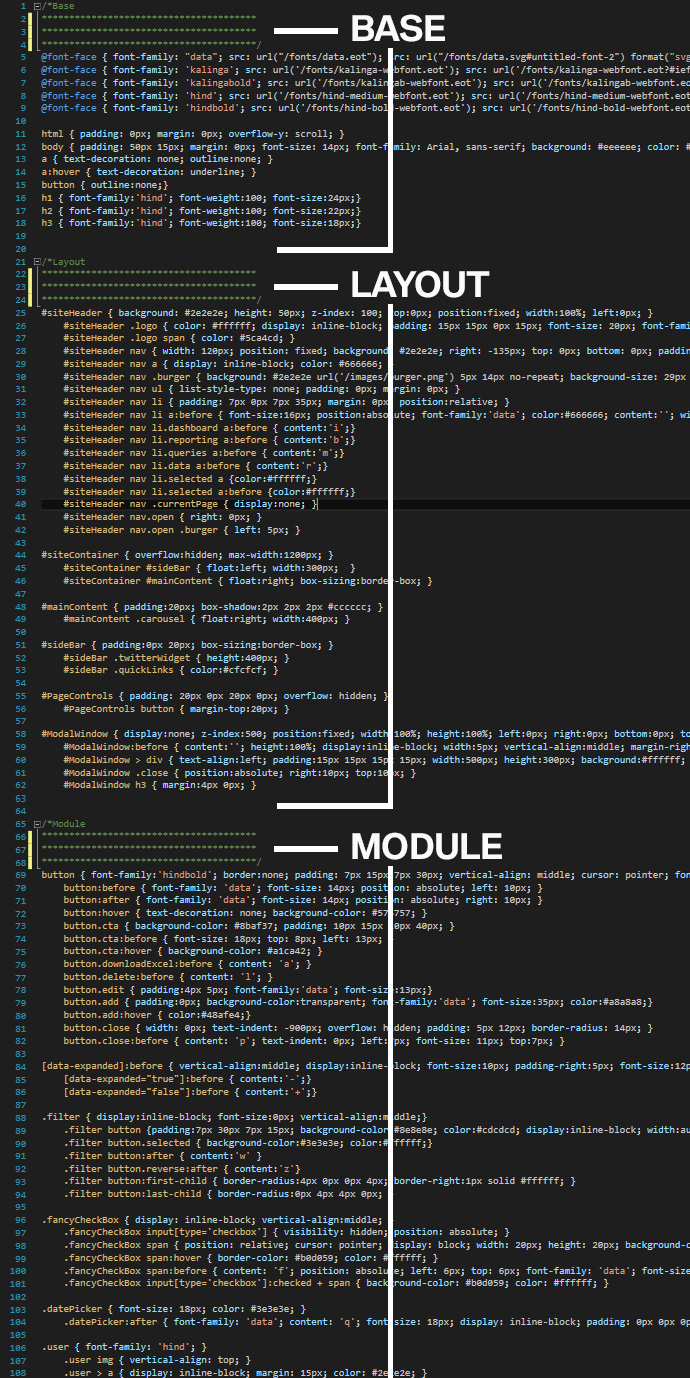 1 /*Base
2 ****************************************
BASE
3 ****************************************
4 ****************************************/
5 @font-face { font-family: "data"; src: url("/fonts/data.eot"); src: url("/fonts/data.svg#untitled-font-2") format("svg
6 @font-face { font-family: 'kalinga'; src: url('/fonts/kalinga-webfont.eot'); src: url('/fonts/kalinga-webfont.eot?#ief
7 @font-face { font-family: 'kalingabold'; src: url('/fonts/kalingab-webfont.eot'); src: url('/fonts/kalingab-webfont.eo
8 @font-face { font-family: 'hind'; src: url('/fonts/hind-medium-webfont.eot'); src: url('/fonts/hind-medium-webfont.eot
9 @font-face { font-family: 'hindbold'; src: url('/fonts/hind-bold-webfont.eot'); src: url('/fonts/hind-bold-webfont.eot
10
11 html { padding: 0px; margin: 0px; overflow-y: scroll; }
12 body { padding: 50px 15px; margin: 0px; font-size: 14px; font-family: Arial, sans-serif; background: #eeeeee; color: #
13 a { text-decoration: none; outline:none; }
14 a:hover { text-decoration: underline; }
15 button { outline:none;}
16 h1 { font-family:'hind'; font-weight:100; font-size:24px;}
17 h2 { font-family:'hind'; font-weight:100; font-size:22px;}
18 h3 { font-family:'hind'; font-weight:100; font-size:18px;}
19
20
21 /*Layout
22 ****************************************
LAYOUT
23 ****************************************
24 ****************************************/
25 #siteHeader { background: #2e2e2e; height: 50px; z-index: 100; top:0px; position:fixed; width:100%; left:0px; }
26 #siteHeader .logo { color: #ffffff; display: inline-block; padding: 15px 15px 0px 15px; font-size: 20px; font-fami
27 #siteHeader .logo span { color: #5ca4cd; }
28 #siteHeader nav { width: 120px; position: fixed; background: #2e2e2e; right: -135px; top: 0px; bottom: 0px; paddin
29 #siteHeader nav a { display: inline-block; color: #666666; }
30 #siteHeader nav .burger { background: #2e2e2e url('/images/burger.png') 5px 14px no-repeat; background-size: 29px
31 #siteHeader nav ul { list-style-type: none; padding: 0px; margin: 0px; }
32 #siteHeader nav li { padding: 7px 0px 7px 35px; margin: 0px; position:relative; }
33 #siteHeader nav li a:before { font-size:16px; position:absolute; font-family:'data'; color:#666666; content:''; wi
34 #siteHeader nav li.dashboard a:before { content:'i';}
35 #siteHeader nav li.reporting a:before { content:'b';}
36 #siteHeader nav li.queries a:before { content:'m';}
37 #siteHeader nav li.data a:before { content:'r';}
38 #siteHeader nav li.selected a {color:#ffffff;}
39 #siteHeader nav li.selected a:before {color:#ffffff;}
40 #siteHeader nav .currentPage { display:none; }
41 #siteHeader nav.open { right: 0px; }
42 #siteHeader nav.open .burger { left: 5px; }
43
44 #siteContainer { overflow:hidden; max-width:1200px; }
45 #siteContainer #sideBar { float:left; width:300px;  }
46 #siteContainer #mainContent { float:right; box-sizing:border-box; }
47
48 #mainContent { padding:20px; box-shadow:2px 2px 2px #cccccc; }
49 #mainContent .carousel { float:right; width:400px; }
50
51 #sideBar { padding:0px 20px; box-sizing:border-box; }
52 #sideBar .twitterWidget { height:400px; }
53 #sideBar .quickLinks { color:#cfcfcf; }
54
55 #PageControls { padding: 20px 0px 20px 0px; overflow: hidden; }
56 #PageControls button { margin-top:20px; }
57
58 #ModalWindow { display:none; z-index:500; position:fixed; width:100%; height:100%; left:0px; right:0px; bottom:0px; to
59 #ModalWindow:before { content:''; height:100%; display:inline-block; width:5px; vertical-align:middle; margin-righ
60 #ModalWindow > div { text-align:left; padding:15px 15px 15px 15px; width:500px; height:300px; background:#ffffff;
61 #ModalWindow .close { position:absolute; right:10px; top:10px; }
62 #ModalWindow h3 { margin:4px 0px; }
63
64
65 /*Module
66 ****************************************
MODULE
67 ****************************************
68 ****************************************/
69 button { font-family:'hindbold'; border:none; padding: 7px 15px 7px 30px; vertical-align: middle; cursor: pointer; fon
70 button:before { font-family: 'data'; font-size: 14px; position: absolute; left: 10px; }
71 button:after { font-family: 'data'; font-size: 14px; position: absolute; right: 10px; }
72 button:hover { text-decoration: none; background-color: #575757; }
73 button.cta { background-color: #8baf37; padding: 10px 15px 10px 40px; }
74 button.cta:before { font-size: 18px; top: 8px; left: 13px; }
75 button.cta:hover { background-color: #a1ca42; }
76 button.downloadExcel:before { content: 'a'; }
77 button.delete:before { content: 'l'; }
78 button.edit { padding:4px 5px; font-family:'data'; font-size:13px;}
79 button.add { padding:0px; background-color:transparent; font-family:'data'; font-size:35px; color:#a8a8a8;}
80 button.add:hover { color:#48afe4;}
81 button.close { width: 0px; text-indent: -900px; overflow: hidden; padding: 5px 12px; border-radius: 14px; }
82 button.close:before { content: 'p'; text-indent: 0px; left:7px; font-size: 11px; top:7px; }
83
84 [data-expanded]:before { vertical-align:middle; display:inline-block; font-size:10px; padding-right:5px; font-size:12p
85 [data-expanded="true"]:before { content:'-';}
86 [data-expanded="false"]:before { content:'+';}
87
88 .filter { display:inline-block; font-size:0px; vertical-align:middle;}
89 .filter button {padding:7px 30px 7px 15px; background-color:#8e8e8e; color:#cdcdcd; display:inline-block; width:au
90 .filter button.selected { background-color:#3e3e3e; color:#ffffff;}
91 .filter button:after { content:'w' }
92 .filter button.reverse:after { content:'z'}
93 .filter button:first-child { border-radius:4px 0px 0px 4px; border-right:1px solid #ffffff; }
94 .filter button:last-child { border-radius:0px 4px 4px 0px; }
95
96 .fancyCheckBox { display: inline-block; vertical-align:middle; }
97 .fancyCheckBox input[type='checkbox'] { visibility: hidden; position: absolute; }
98 .fancyCheckBox span { position: relative; cursor: pointer; display: block; width: 20px; height: 20px; background-c
99 .fancyCheckBox span:hover { border-color: #b0d059; color: #ffffff; }
100 .fancyCheckBox span:before { content: 'f'; position: absolute; left: 6px; top: 6px; font-family: 'data'; font-size
101 .fancyCheckBox input[type='checkbox']:checked + span { background-color: #b0d059; color: #ffffff; }
102
103 .datePicker { font-size: 18px; color: #3e3e3e; }
104 .datePicker:after { font-family: 'data'; content: 'q'; font-size: 18px; display: inline-block; padding: 0px 0px 0p
105
106 .user { font-family: 'hind'; }
107 .user img { vertical-align: top; }
108 .user > a { display: inline-block; margin: 15px; color: #2e2e2e; }